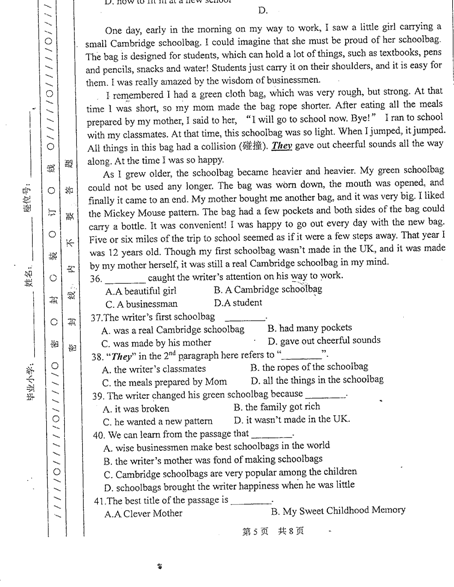 D. how to fit in at a new school
D.
One day, early in the morning on my way to work, I saw a little girl carrying a
small Cambridge schoolbag. I could imagine that she must be proud of her schoolbag.
The bag is designed for students, which can hold a lot of things, such as textbooks, pens
and pencils, snacks and water! Students just carry it on their shoulders, and it is easy for
them. I was really amazed by the wisdom of businessmen.
I remembered I had a green cloth bag, which was very rough, but strong. At that
time I was short, so my mom made the bag rope shorter. After eating all the meals
prepared by my mother, I said to her, "I will go to school now. Bye!" I ran to school
with my classmates. At that time, this schoolbag was so light. When I jumped, it jumped.
All things in this bag had a collision (碰撞). They gave out cheerful sounds all the way
along. At the time I was so happy.
As I grew older, the schoolbag became heavier and heavier. My green schoolbag
could not be used any longer. The bag was worn down, the mouth was opened, and
finally it came to an end. My mother bought me another bag, and it was very big. I liked
the Mickey Mouse pattern. The bag had a few pockets and both sides of the bag could
carry a bottle. It was convenient! I was happy to go out every day with the new bag.
Five or six miles of the trip to school seemed as if it were a few steps away. That year I
was 12 years old. Though my first schoolbag wasn't made in the UK, and it was made
by my mother herself, it was still a real Cambridge schoolbag in my mind.
36. ________ caught the writer's attention on his way to work.
A.A beautiful girl B. A Cambridge schoolbag
C. A businessman D.A student
37.The writer's first schoolbag ________.
A. was a real Cambridge schoolbag B. had many pockets
C. was made by his mother D. gave out cheerful sounds
38. "They" in the 2nd paragraph here refers to "________".
A. the writer's classmates B. the ropes of the schoolbag
C. the meals prepared by Mom D. all the things in the schoolbag
39. The writer changed his green schoolbag because ________.
A. it was broken B. the family got rich
C. he wanted a new pattern D. it wasn't made in the UK.
40. We can learn from the passage that ________.
A. wise businessmen make best schoolbags in the world
B. the writer's mother was fond of making schoolbags
C. Cambridge schoolbags are very popular among the children
D. schoolbags brought the writer happiness when he was little
41.The best title of the passage is ________.
A.A Clever Mother B. My Sweet Childhood Memory
第 5 页 共 8 页
毕业小学: 姓名: 座位号:
密 封 装 订 线
密 封 线 内 不 要 答 题